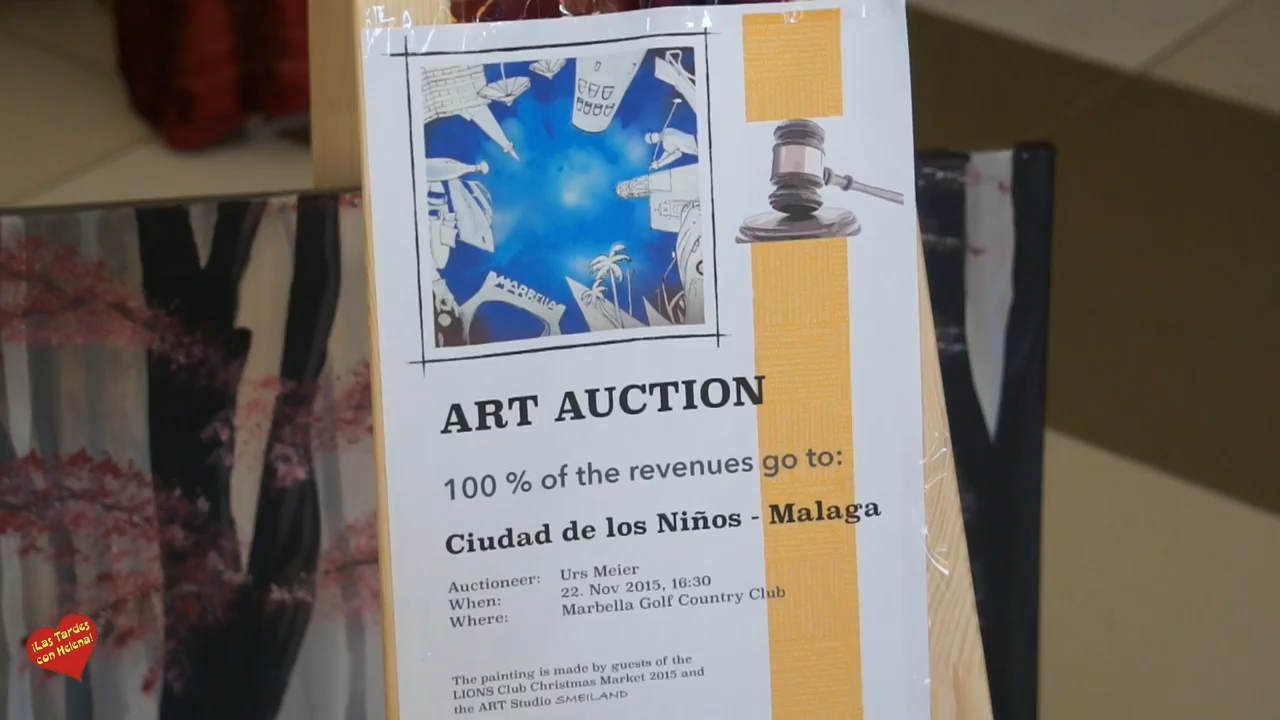 MARBELLA
ART AUCTION
100 % of the revenues go to:
Ciudad de los Niños - Malaga
Auctioneer: Urs Meier
When: 22. Nov 2015, 16:30
Where: Marbella Golf Country Club
The painting is made by guests of the
LIONS Club Christmas Market 2015 and
the ART Studio SMEILAND
¡Las Tardes
con Helena!